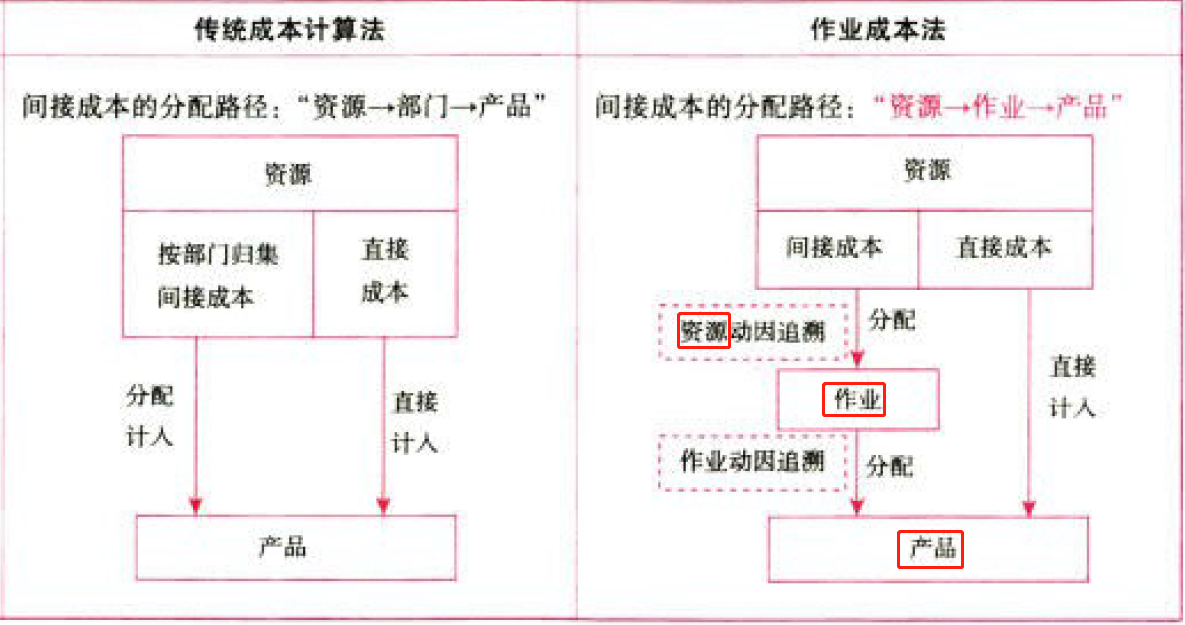 传统成本计算法
间接成本的分配路径：“资源→部门→产品”
资源
按部门归集
间接成本
直接
成本
分配
计入
直接
计入
产品
作业成本法
间接成本的分配路径：“资源→作业→产品”
资源
间接成本
直接成本
资源动因追溯
分配
作业
直接
计入
作业动因追溯
分配
产品